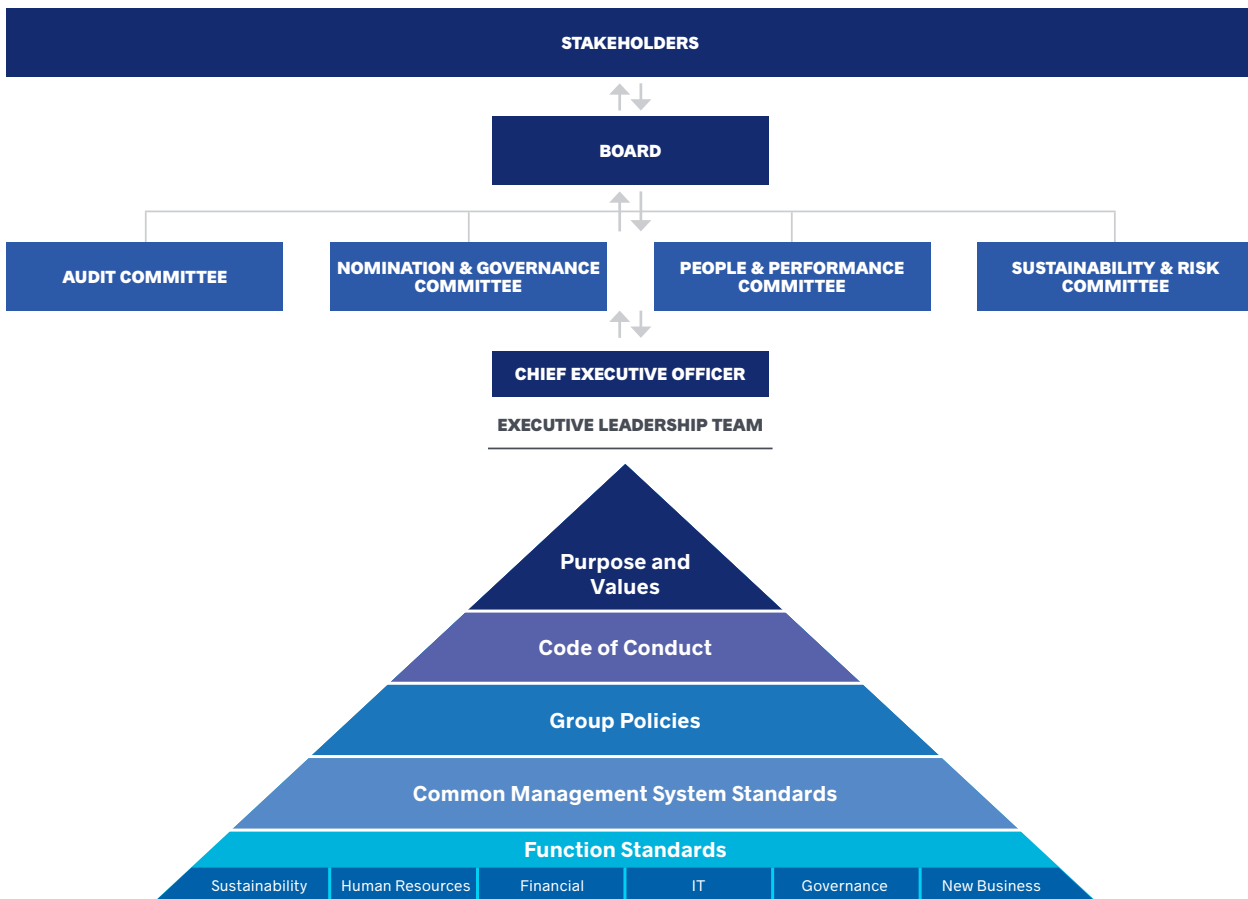 STAKEHOLDERS
BOARD
AUDIT COMMITTEE
NOMINATION & GOVERNANCE
COMMITTEE
PEOPLE & PERFORMANCE
COMMITTEE
SUSTAINABILITY & RISK
COMMITTEE
CHIEF EXECUTIVE OFFICER
EXECUTIVE LEADERSHIP TEAM
Purpose and
Values
Code of Conduct
Group Policies
Common Management System Standards
Function Standards
Sustainability
Human Resources
Financial
IT
Governance
New Business